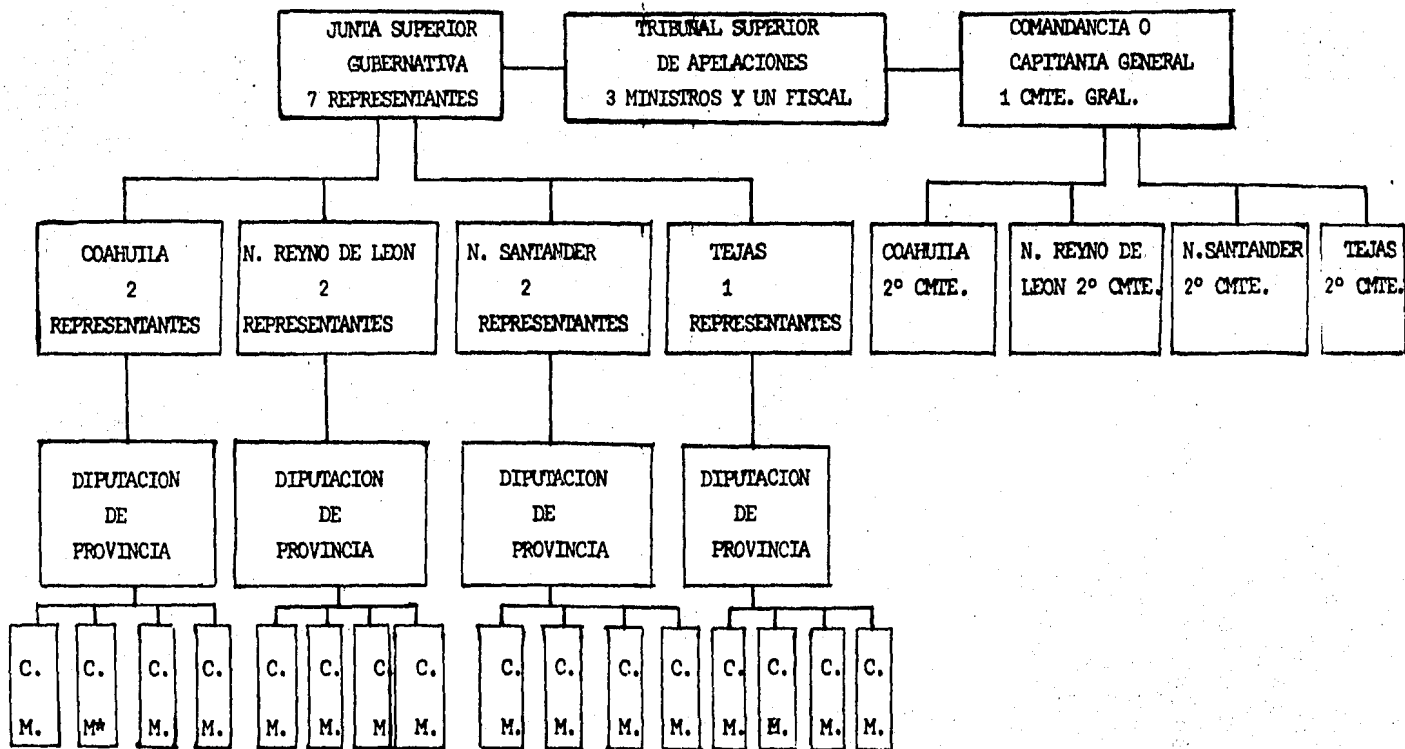 JUNTA SUPERIOR
GUBERNATIVA
7 REPRESENTANTES
TRIBUNAL SUPERIOR
DE APELACIONES
3 MINISTROS Y UN FISCAL
COMANDANCIA O
CAPITANIA GENERAL
1 CMTE. GRAL.
COAHUILA
2
REPRESENTANTES
N. REYNO DE LEON
2
REPRESENTANTES
N. SANTANDER
2
REPRESENTANTES
TEJAS
1
REPRESENTANTES
COAHUILA
2º CMTE.
N. REYNO DE
LEON 2º CMTE.
N.SANTANDER
2º CMTE.
TEJAS
2º CMTE.
DIPUTACION
DE
PROVINCIA
DIPUTACION
DE
PROVINCIA
DIPUTACION
DE
PROVINCIA
DIPUTACION
DE
PROVINCIA
C.
M.
C.
M*
C.
M.
C.
M.
C.
M.
C.
M.
C.
M
C.
M.
C.
M.
C.
M.
C.
M.
C.
M.
C.
M.
C.
M.
C.
M.
C.
M.